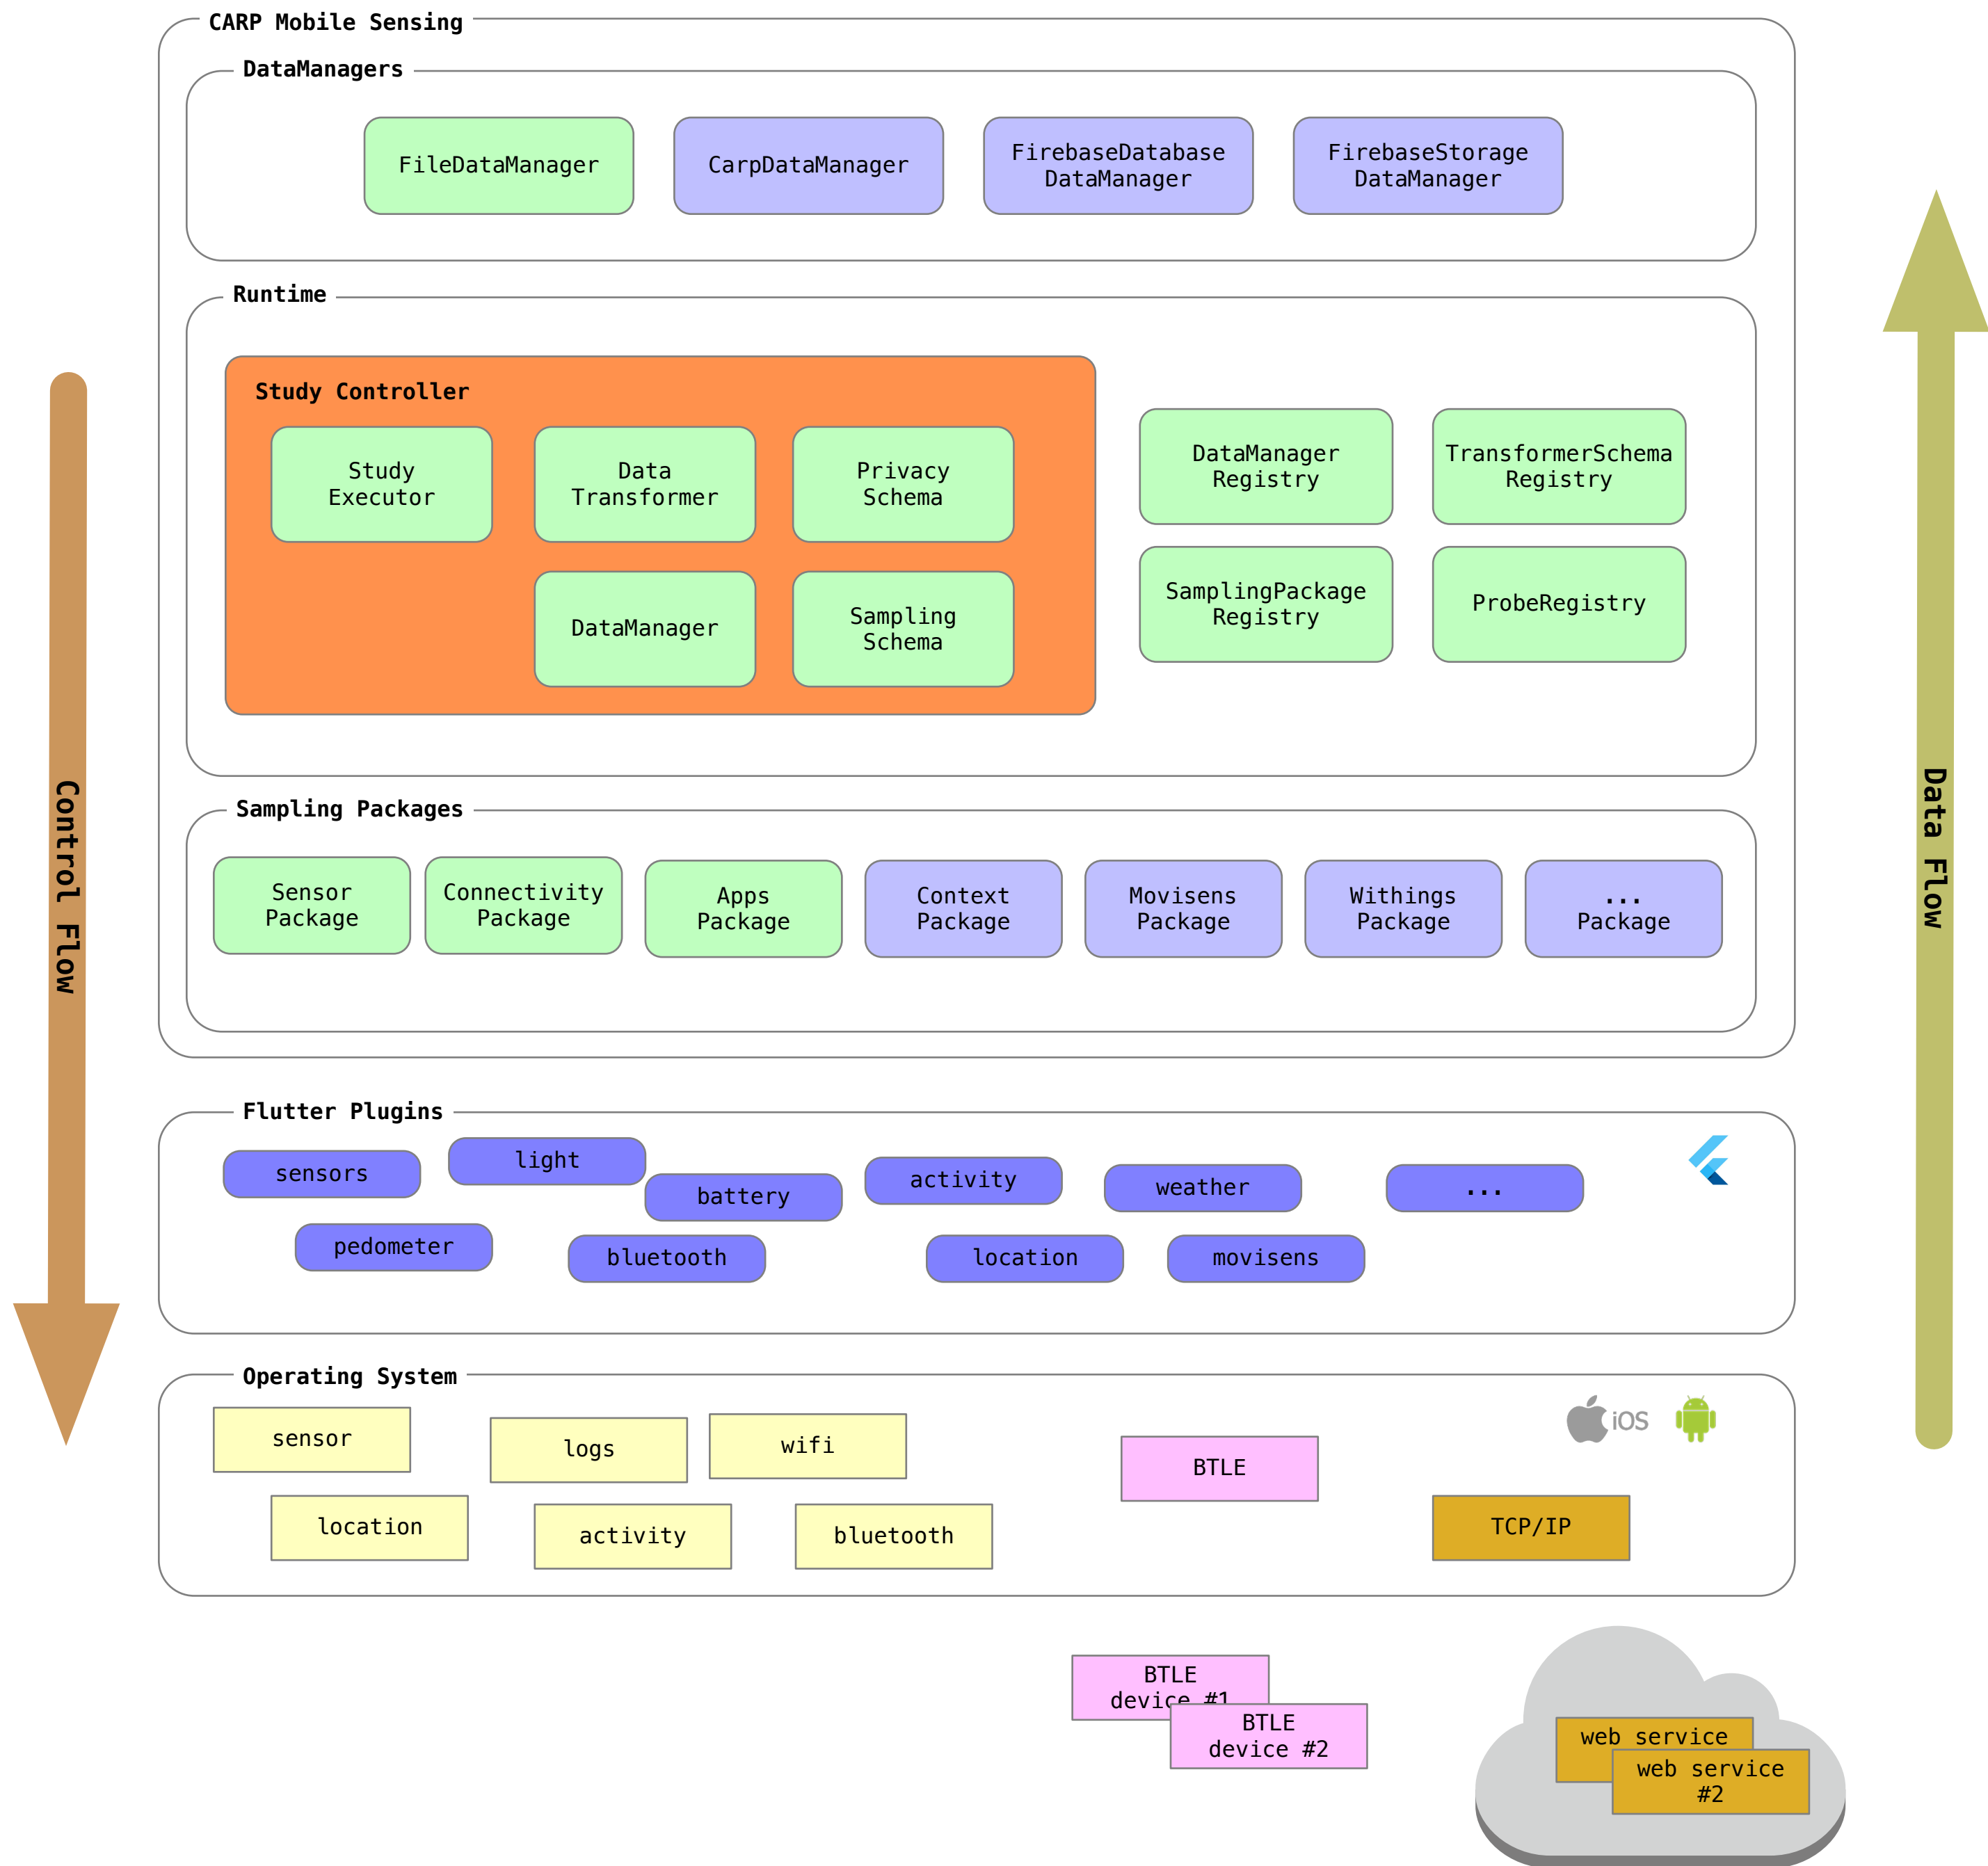 CARP Mobile Sensing
DataManagers
FileDataManager
CarpDataManager
FirebaseDatabase
DataManager
FirebaseStorage
DataManager
Runtime
Study Controller
Study
Executor
Data
Transformer
Privacy
Schema
DataManager
Sampling
Schema
DataManager
Registry
TransformerSchema
Registry
SamplingPackage
Registry
ProbeRegistry
Control Flow
Data Flow
Sampling Packages
Sensor
Package
Connectivity
Package
Apps
Package
Context
Package
Movisens
Package
Withings
Package
...
Package
Flutter Plugins
sensors
light
battery
activity
weather
...
pedometer
bluetooth
location
movisens
Operating System
iOS
sensor
logs
wifi
BTLE
location
activity
bluetooth
TCP/IP
BTLE
device #1
BTLE
device #2
web service
web service
#2